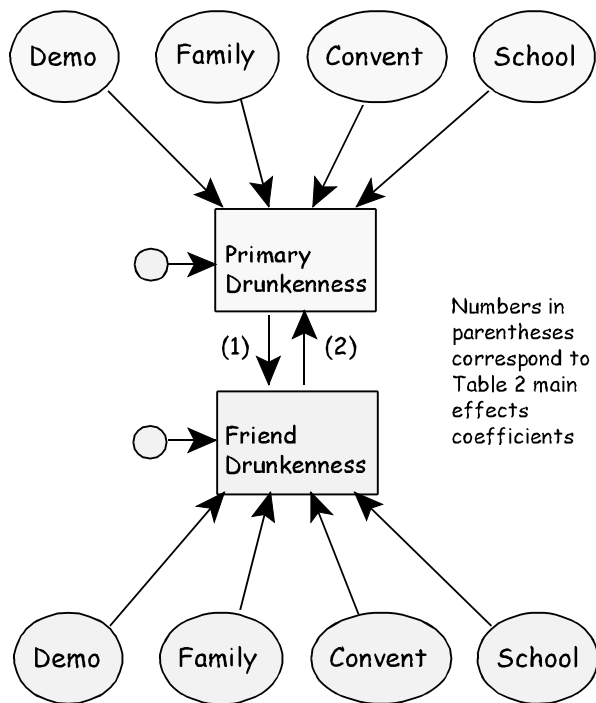 Demo
Family
Convent
School
Primary
Drunkenness
(1)
(2)
Numbers in
parentheses
correspond to
Table 2 main
effects
coefficients
Friend
Drunkenness
Demo
Family
Convent
School